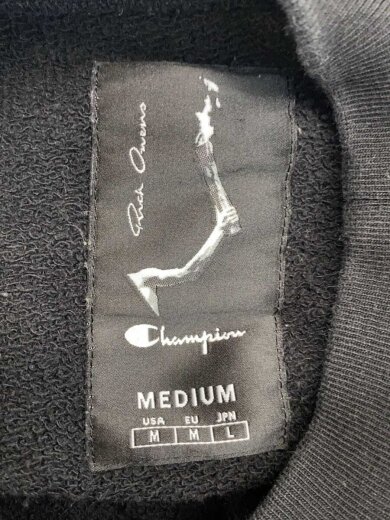 Rick Owens
Champion
MEDIUM
USA EU JPN
M M L